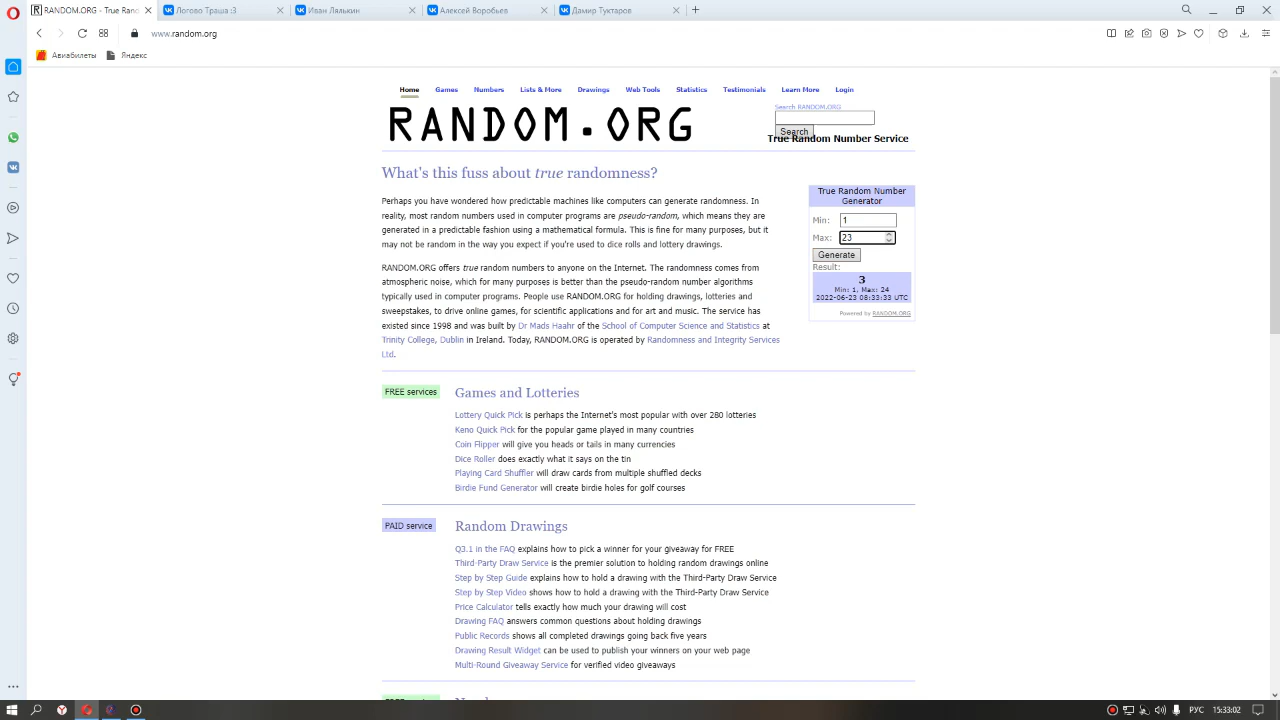 RANDOM.ORG - True Rand
Логово Траша :3
Иван Лялькин
Алексей Воробьев
Дамир Туктаров
www.random.org
Авиабилеты
Яндекс
Home Games Numbers Lists & More Drawings Web Tools Statistics Testimonials Learn More Login
RANDOM.ORG
Search RANDOM.ORG
Search
True Random Number Service
What's this fuss about true randomness?
Perhaps you have wondered how predictable machines like computers can generate randomness. In
reality, most random numbers used in computer programs are pseudo-random, which means they are
generated in a predictable fashion using a mathematical formula. This is fine for many purposes, but it
may not be random in the way you expect if you're used to dice rolls and lottery drawings.
RANDOM.ORG offers true random numbers to anyone on the Internet. The randomness comes from
atmospheric noise, which for many purposes is better than the pseudo-random number algorithms
typically used in computer programs. People use RANDOM.ORG for holding drawings, lotteries and
sweepstakes, to drive online games, for scientific applications and for art and music. The service has
existed since 1998 and was built by Dr Mads Haahr of the School of Computer Science and Statistics at
Trinity College, Dublin in Ireland. Today, RANDOM.ORG is operated by Randomness and Integrity Services
Ltd.
True Random Number
Generator
Min: 1
Max: 23
Generate
Result:
3
Min: 1, Max: 24
2022-06-23 08:33:33 UTC
Powered by RANDOM.ORG
FREE services
Games and Lotteries
Lottery Quick Pick is perhaps the Internet's most popular with over 280 lotteries
Keno Quick Pick for the popular game played in many countries
Coin Flipper will give you heads or tails in many currencies
Dice Roller does exactly what it says on the tin
Playing Card Shuffler will draw cards from multiple shuffled decks
Birdie Fund Generator will create birdie holes for golf courses
PAID service
Random Drawings
Q3.1 in the FAQ explains how to pick a winner for your giveaway for FREE
Third-Party Draw Service is the premier solution to holding random drawings online
Step by Step Guide explains how to hold a drawing with the Third-Party Draw Service
Step by Step Video shows how to hold a drawing with the Third-Party Draw Service
Price Calculator tells exactly how much your drawing will cost
Drawing FAQ answers common questions about holding drawings
Public Records shows all completed drawings going back five years
Drawing Result Widget can be used to publish your winners on your web page
Multi-Round Giveaway Service for verified video giveaways
РУС
15:33:02